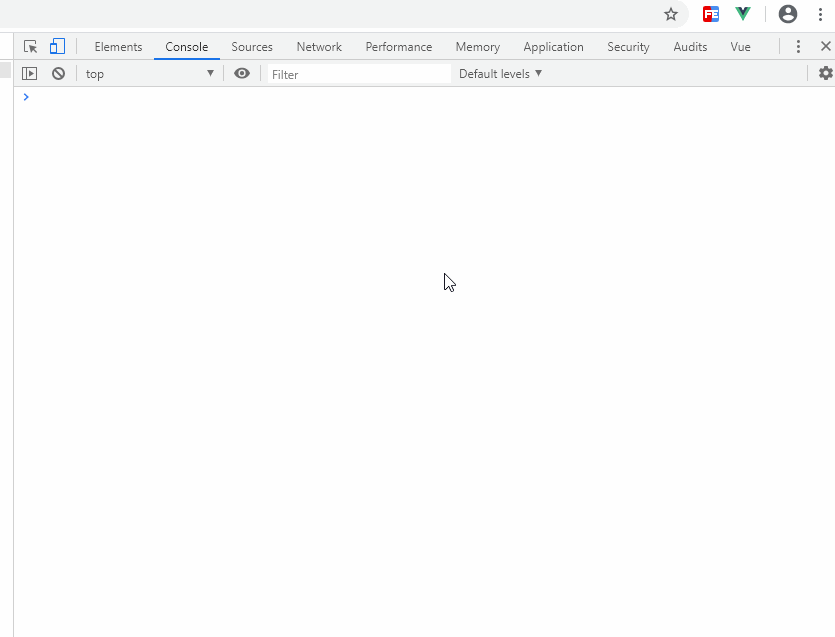 FE
Elements Console Sources Network Performance Memory Application Security Audits Vue
top Filter Default levels